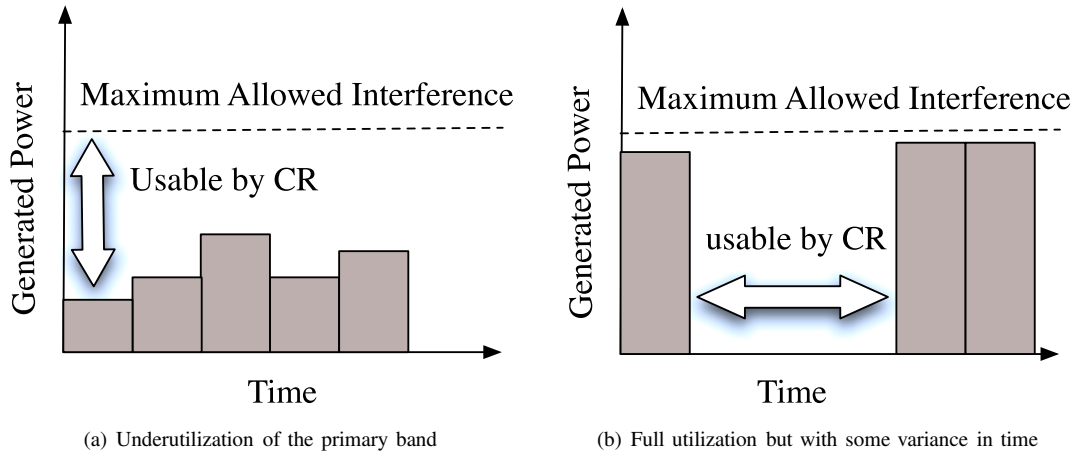 Generated Power
Maximum Allowed Interference
Usable by CR
Time
(a) Underutilization of the primary band
Generated Power
Maximum Allowed Interference
usable by CR
Time
(b) Full utilization but with some variance in time